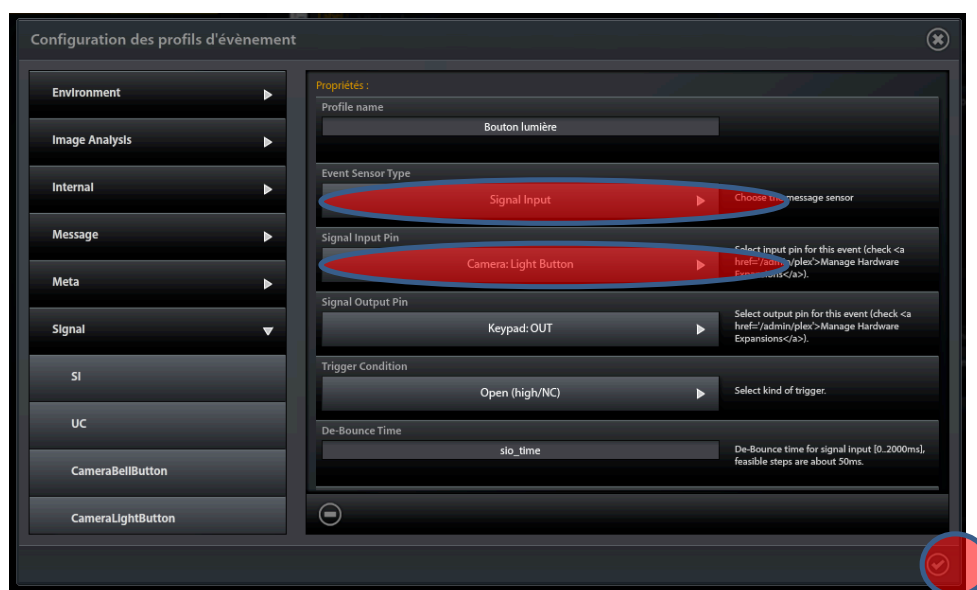 Configuration des profils d'évènement
Environment
Image Analysis
Internal
Message
Meta
Signal
SI
UC
CameraBellButton
CameraLightButton
Propriétés :
Profile name
Bouton lumière
Event Sensor Type
Signal Input
Choose the message sensor
Signal Input Pin
Camera: Light Button
Select input pin for this event (check <a
href='/admin/plex'>Manage Hardware
Expansions</a>).
Signal Output Pin
Keypad: OUT
Select output pin for this event (check <a
href='/admin/plex'>Manage Hardware
Expansions</a>).
Trigger Condition
Open (high/NC)
Select kind of trigger.
De-Bounce Time
sio_time
De-Bounce time for signal input [0..2000ms],
feasible steps are about 50ms.